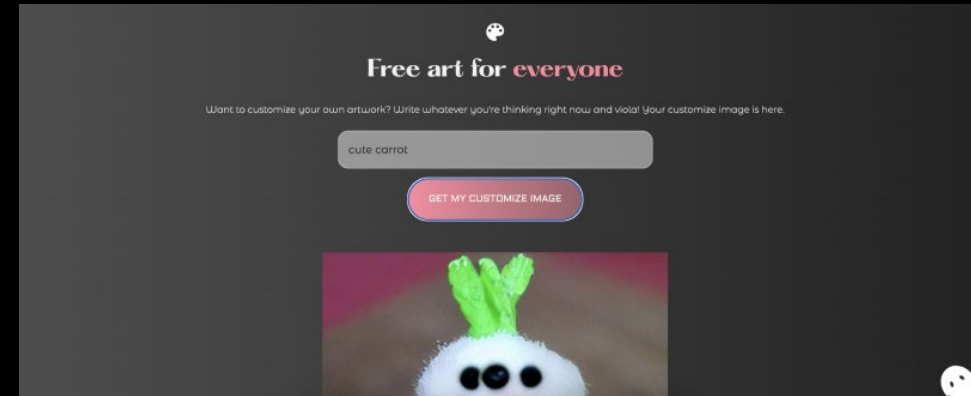 Free art for everyone
Want to customize your own artwork? Write whatever you're thinking right now and viola! Your customize image is here.
cute carrot
GET MY CUSTOMIZE IMAGE